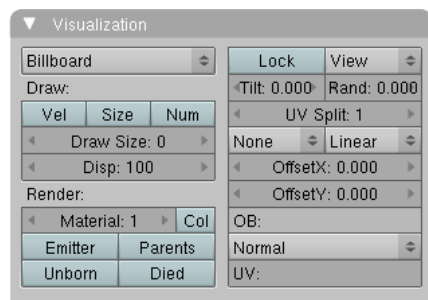 Visualization
Billboard
Draw:
Vel Size Num
Draw Size: 0
Disp: 100
Render:
Material: 1 Col
Emitter Parents
Unborn Died
Lock View
Tilt: 0.000 Rand: 0.000
UV Split: 1
None Linear
OffsetX: 0.000
OffsetY: 0.000
OB:
Normal
UV: